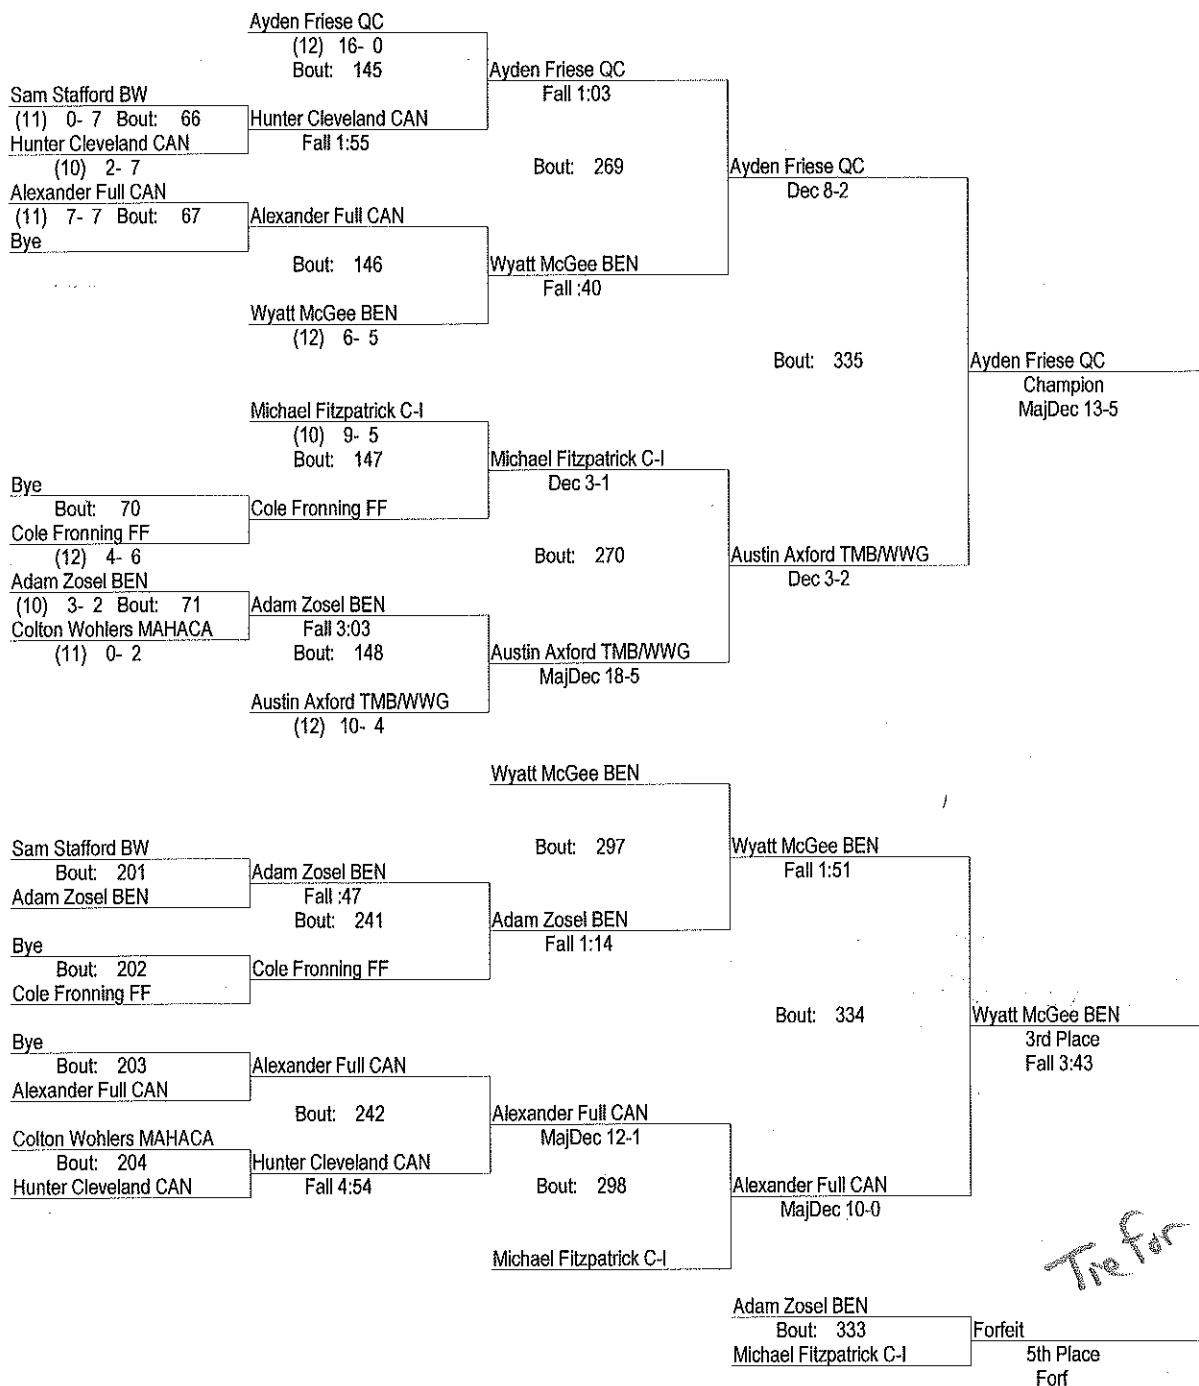 Ayden Friese QC
(12) 16- 0
Bout: 145
Ayden Friese QC
Fall 1:03
Sam Stafford BW
(11) 0- 7 Bout: 66
Hunter Cleveland CAN
Hunter Cleveland CAN
Fall 1:55
(10) 2- 7
Bout: 269
Ayden Friese QC
Dec 8-2
Alexander Full CAN
(11) 7- 7 Bout: 67
Alexander Full CAN
Bye
Bout: 146
Wyatt McGee BEN
Fall :40
Wyatt McGee BEN
(12) 6- 5
Bout: 335
Ayden Friese QC
Champion
MajDec 13-5
Michael Fitzpatrick C-I
(10) 9- 5
Bout: 147
Michael Fitzpatrick C-I
Dec 3-1
Bye
Bout: 70
Cole Fronning FF
Cole Fronning FF
(12) 4- 6
Bout: 270
Austin Axford TMB/WWG
Dec 3-2
Adam Zosel BEN
(10) 3- 2 Bout: 71
Adam Zosel BEN
Colton Wohlers MAHACA
Fall 3:03
(11) 0- 2
Bout: 148
Austin Axford TMB/WWG
MajDec 18-5
Austin Axford TMB/WWG
(12) 10- 4
Wyatt McGee BEN
Bout: 297
Wyatt McGee BEN
Fall 1:51
Sam Stafford BW
Bout: 201
Adam Zosel BEN
Adam Zosel BEN
Fall :47
Bout: 241
Adam Zosel BEN
Fall 1:14
Bye
Bout: 202
Cole Fronning FF
Cole Fronning FF
Bout: 334
Wyatt McGee BEN
3rd Place
Fall 3:43
Bye
Bout: 203
Alexander Full CAN
Alexander Full CAN
Bout: 242
Alexander Full CAN
MajDec 12-1
Colton Wohlers MAHACA
Bout: 204
Hunter Cleveland CAN
Hunter Cleveland CAN
Fall 4:54
Bout: 298
Alexander Full CAN
MajDec 10-0
Michael Fitzpatrick C-I
Tie for
Adam Zosel BEN
Bout: 333
Forfeit
Michael Fitzpatrick C-I
5th Place
Forf